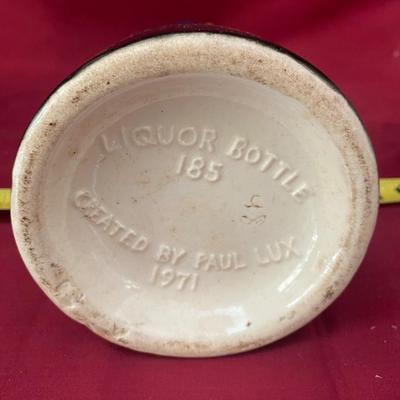 LIQUOR BOTTLE
185
CREATED BY PAUL LUX
1971